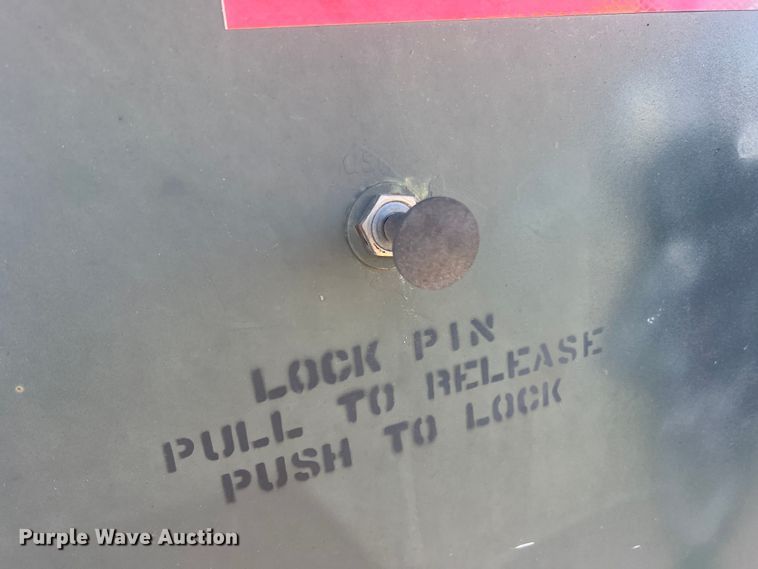 LOCK PIN
PULL TO RELEASE
PUSH TO LOCK
Purple Wave Auction